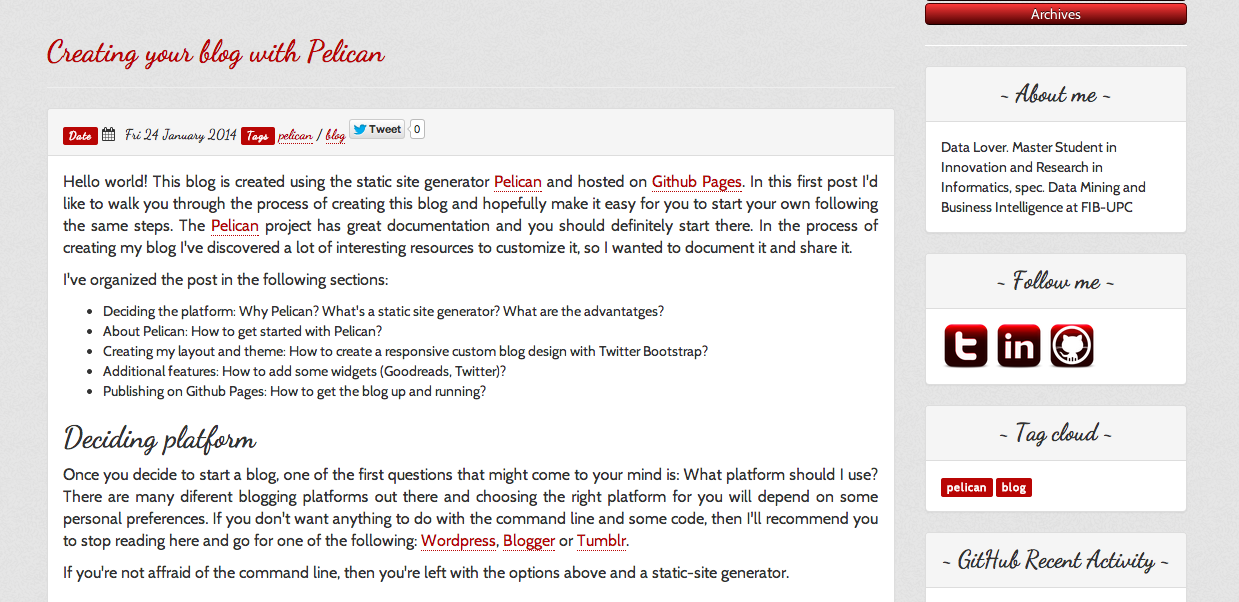 Archives
Creating your blog with Pelican
Date Fri 24 January 2014 Tags pelican / blog Tweet 0
Hello world! This blog is created using the static site generator Pelican and hosted on Github Pages. In this first post I'd
like to walk you through the process of creating this blog and hopefully make it easy for you to start your own following
the same steps. The Pelican project has great documentation and you should definitely start there. In the process of
creating my blog I've discovered a lot of interesting resources to customize it, so I wanted to document it and share it.
I've organized the post in the following sections:
• Deciding the platform: Why Pelican? What's a static site generator? What are the advantatges?
• About Pelican: How to get started with Pelican?
• Creating my layout and theme: How to create a responsive custom blog design with Twitter Bootstrap?
• Additional features: How to add some widgets (Goodreads, Twitter)?
• Publishing on Github Pages: How to get the blog up and running?
Deciding platform
Once you decide to start a blog, one of the first questions that might come to your mind is: What platform should I use?
There are many diferent blogging platforms out there and choosing the right platform for you will depend on some
personal preferences. If you don't want anything to do with the command line and some code, then I'll recommend you
to stop reading here and go for one of the following: Wordpress, Blogger or Tumblr.
If you're not affraid of the command line, then you're left with the options above and a static-site generator.
~ About me ~
Data Lover. Master Student in
Innovation and Research in
Informatics, spec. Data Mining and
Business Intelligence at FIB-UPC
~ Follow me ~
t in
~ Tag cloud ~
pelican blog
~ GitHub Recent Activity ~